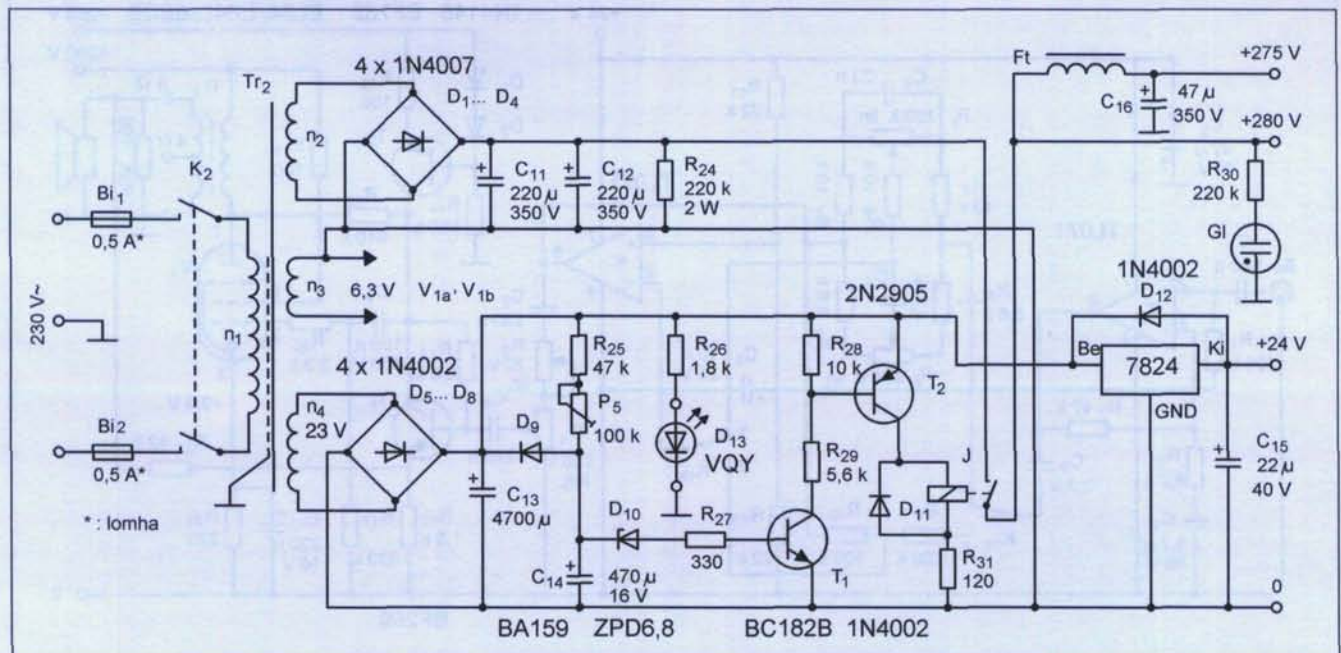 4 x 1N4007
D1... D4
Tr2
n2
K2
Bi1
0,5 A*
230 V~
n1
n3
6,3 V
V1a, V1b
Bi2
0,5 A*
* : lomha
4 x 1N4002
D5... D8
n4
23 V
C11
220 µ
350 V
C12
220 µ
350 V
R24
220 k
2 W
R25
47 k
P5
100 k
D9
C13
4700 µ
D10
C14
470 µ
16 V
R26
1,8 k
D13
VQY
R27
330
R28
10 k
R29
5,6 k
T1
2N2905
T2
D11
J
R31
120
Ft
C16
47 µ
350 V
+275 V
+280 V
R30
220 k
Gl
1N4002
D12
Be
7824
Ki
GND
+24 V
C15
22 µ
40 V
0
BA159 ZPD6,8 BC182B 1N4002